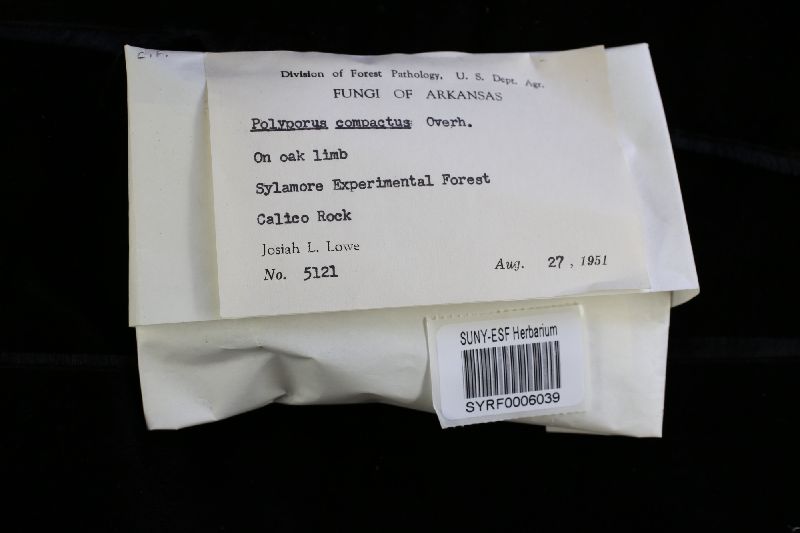 C.F.
Division of Forest Pathology, U. S. Dept. Agr.
FUNGI OF ARKANSAS
Polyporus compactus Overh.
On oak limb
Sylamore Experimental Forest
Calico Rock
Josiah L. Lowe
No. 5121 Aug. 27, 1951
SUNY-ESF Herbarium
SYRF0006039